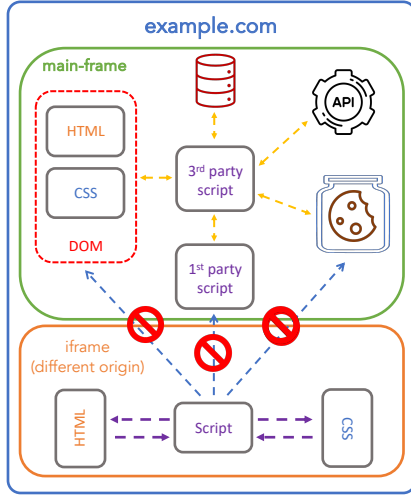 example.com
main-frame
API
HTML
CSS
DOM
3rd party
script
1st party
script
iframe
(different origin)
HTML
Script
CSS